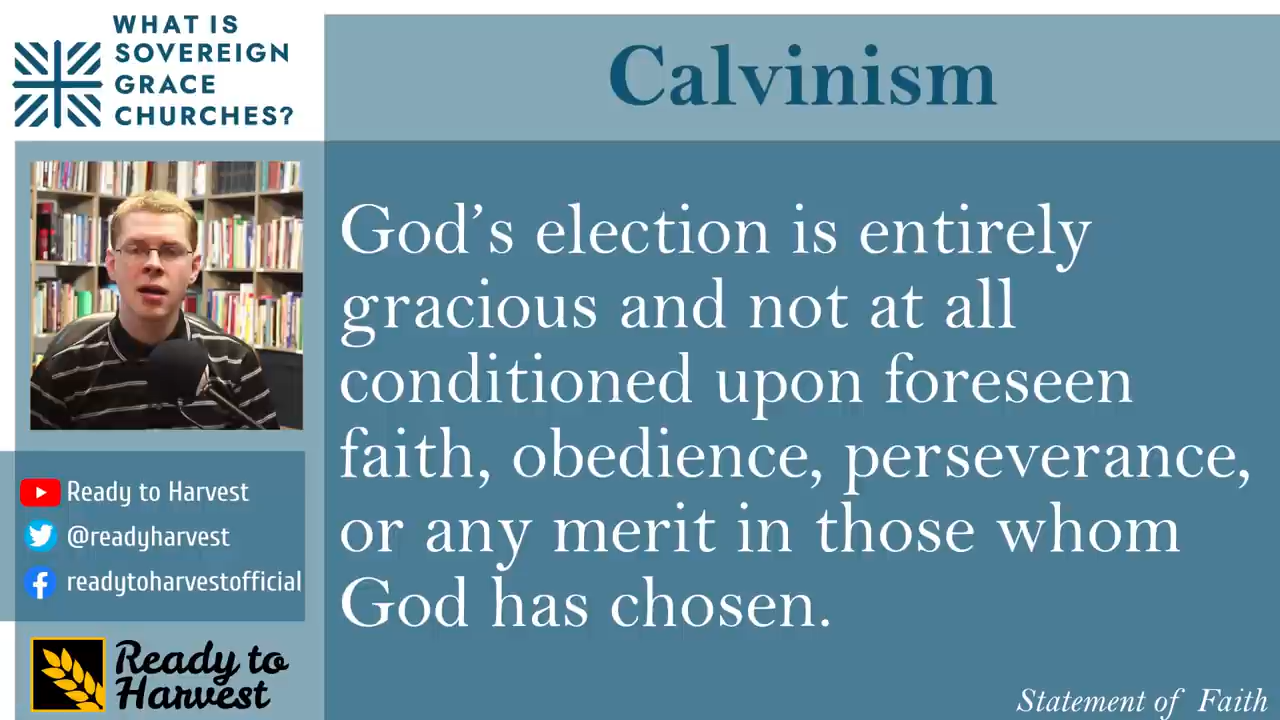 WHAT IS
SOVEREIGN
GRACE
CHURCHES?
Calvinism
God’s election is entirely
gracious and not at all
conditioned upon foreseen
faith, obedience, perseverance,
or any merit in those whom
God has chosen.
Ready to Harvest
@readyharvest
readytoharvestofficial
Ready to
Harvest
Statement of Faith